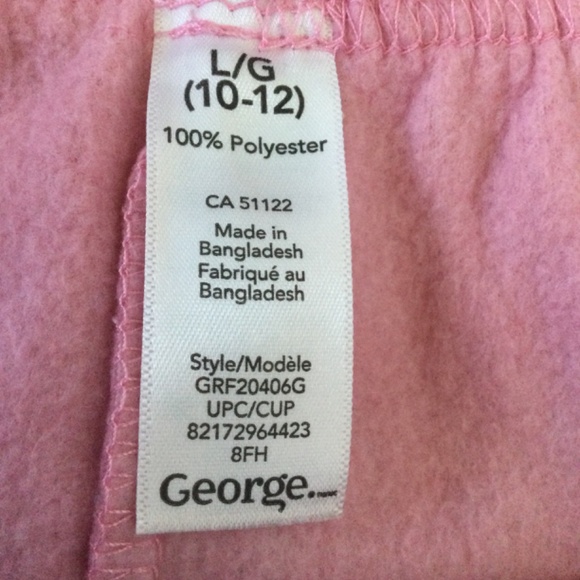 L/G
(10-12)
100% Polyester
CA 51122
Made in
Bangladesh
Fabriqué au
Bangladesh
Style/Modèle
GRF20406G
UPC/CUP
82172964423
8FH
George.